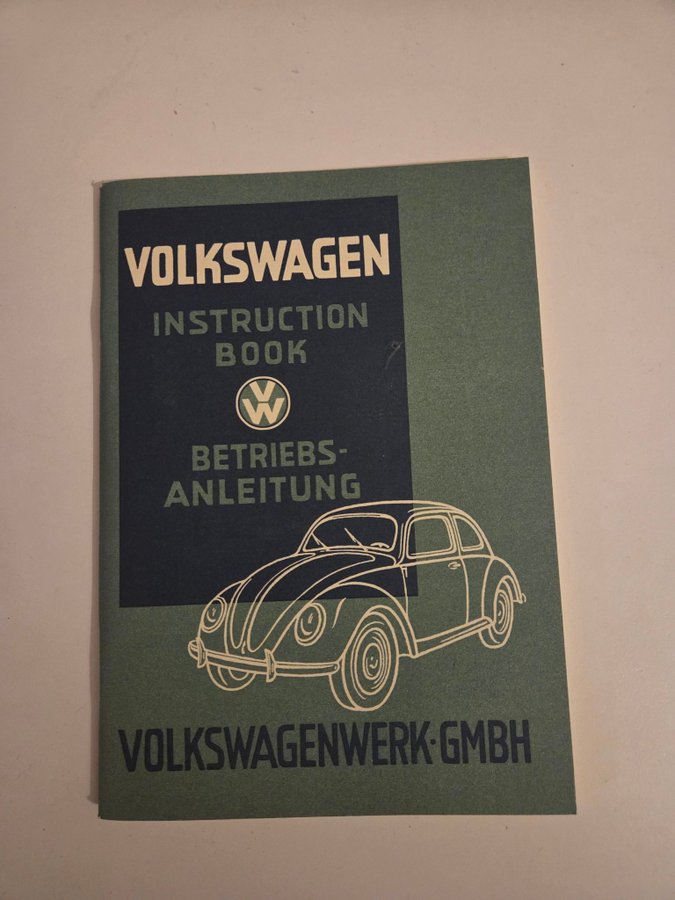 VOLKSWAGEN
INSTRUCTION
BOOK
VW
BETRIEBS-
ANLEITUNG
VOLKSWAGENWERK·GMBH